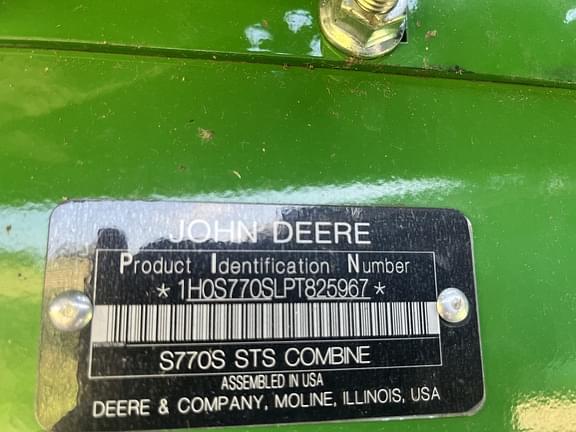 JOHN DEERE
Product Identification Number
*1H0S770SLPT825967*
S770S STS COMBINE
ASSEMBLED IN USA
DEERE & COMPANY, MOLINE, ILLINOIS, USA